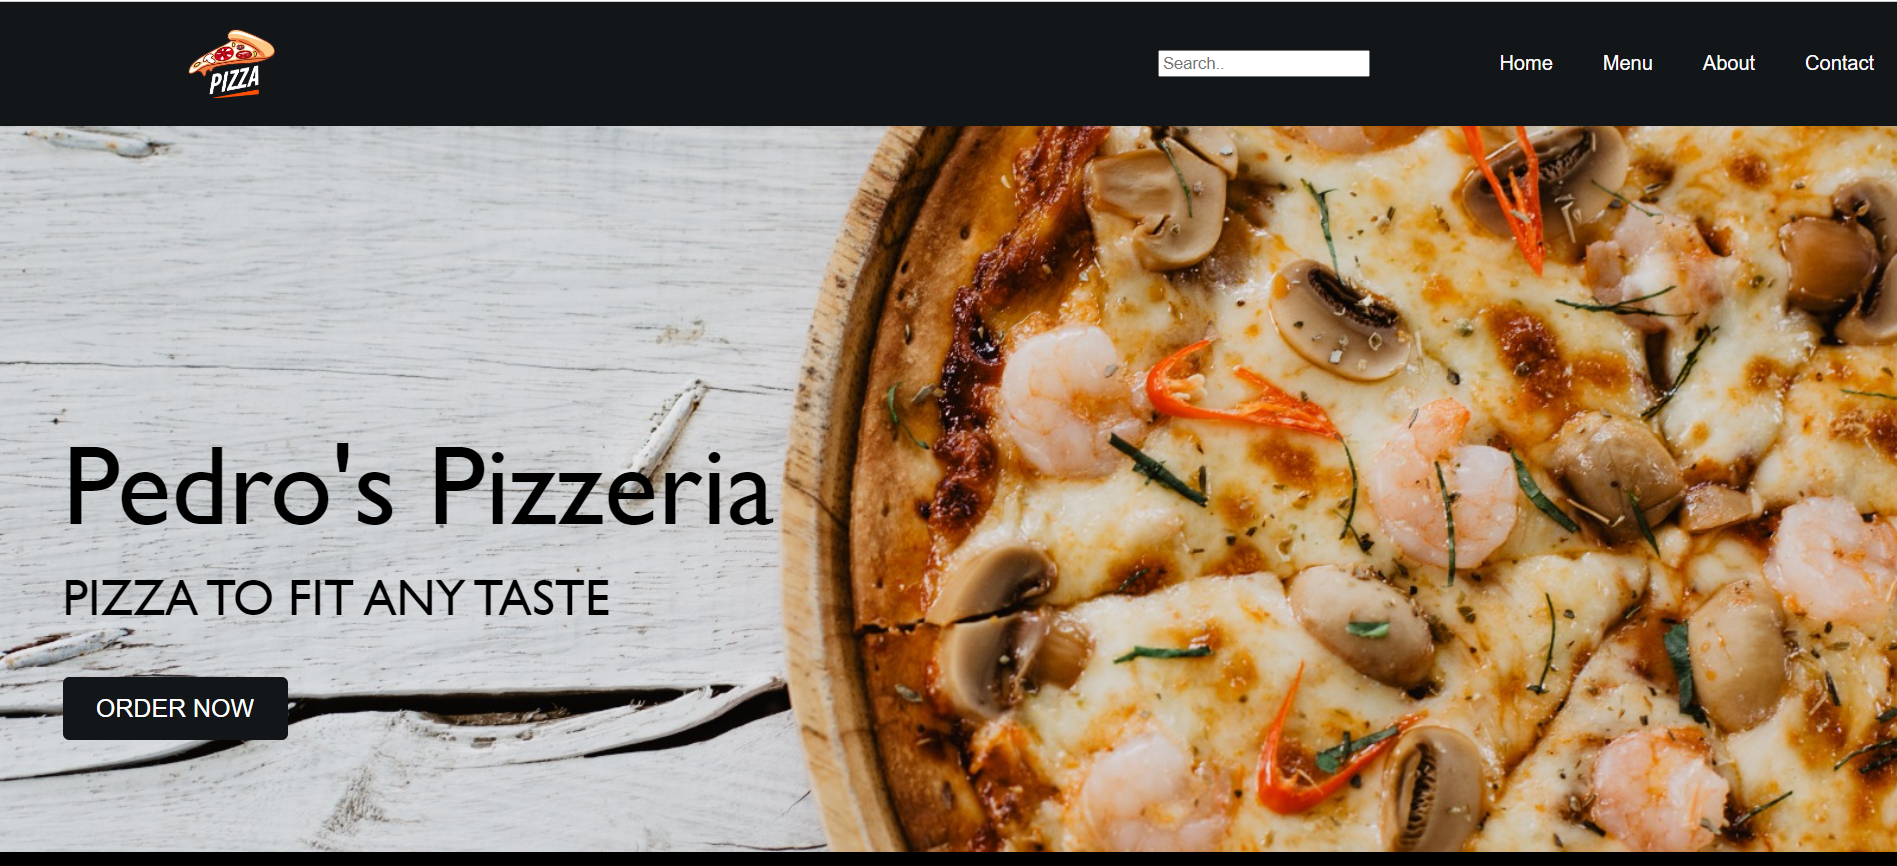 PIZZA
Search..
Home
Menu
About
Contact
Pedro's Pizzeria
PIZZA TO FIT ANY TASTE
ORDER NOW